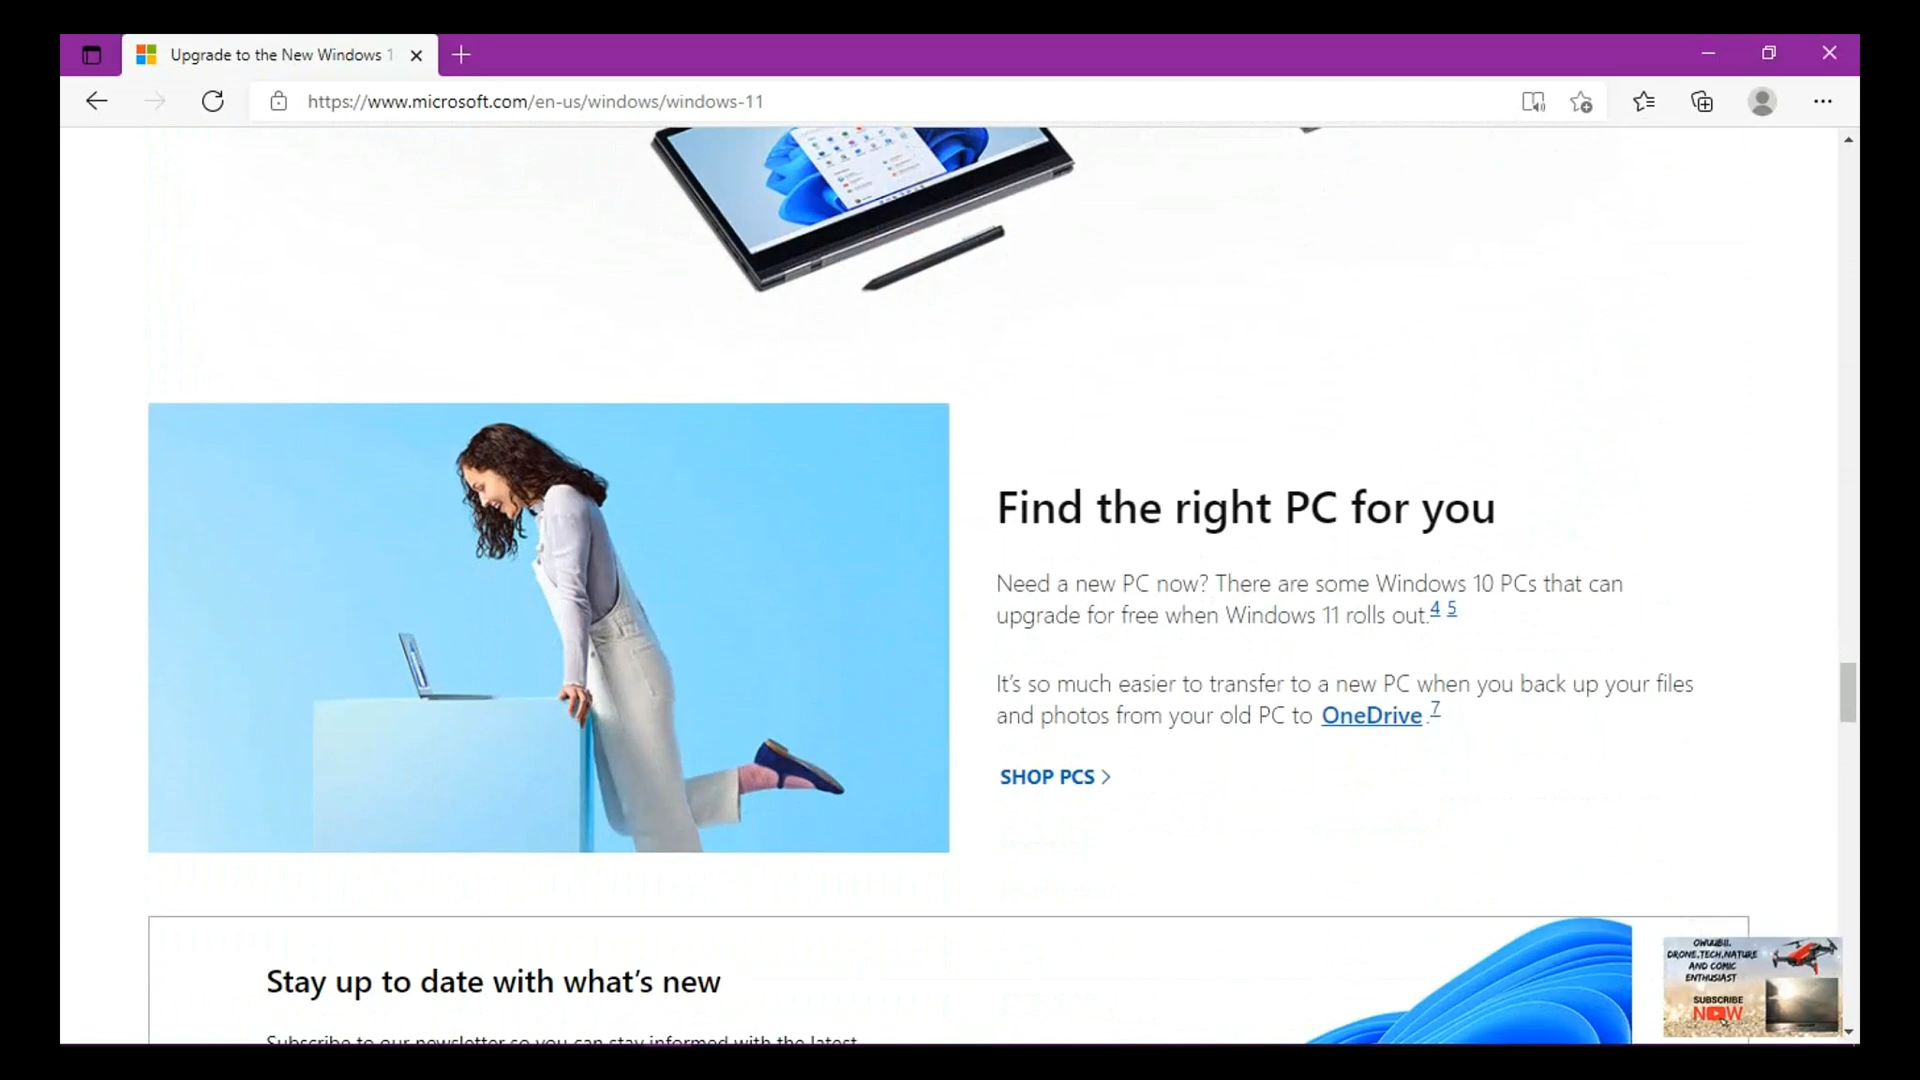 Upgrade to the New Windows 1
https://www.microsoft.com/en-us/windows/windows-11
Find the right PC for you
Need a new PC now? There are some Windows 10 PCs that can
upgrade for free when Windows 11 rolls out.4 5
It’s so much easier to transfer to a new PC when you back up your files
and photos from your old PC to OneDrive.7
SHOP PCS
Stay up to date with what’s new
Subscribe to our newsletter so you can stay informed with the latest
OWUUBII.
DRONE,TECH,NATURE
AND COMIC
ENTHUSIAST
SUBSCRIBE
NOW